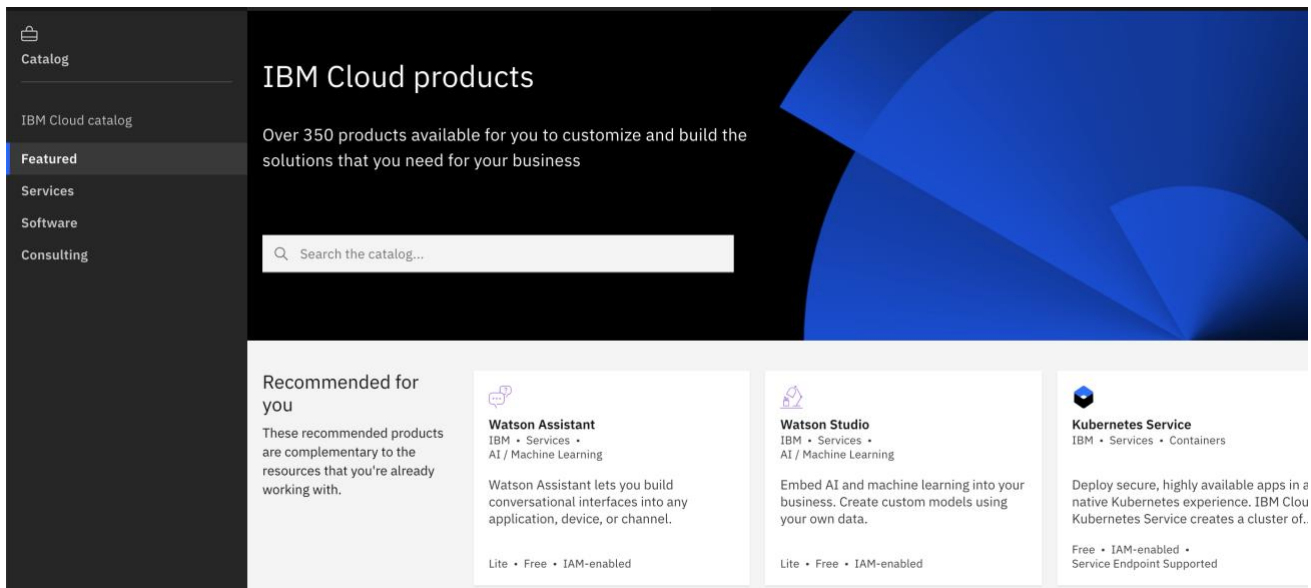 Catalog
IBM Cloud catalog
Featured
Services
Software
Consulting
IBM Cloud products
Over 350 products available for you to customize and build the
solutions that you need for your business
Search the catalog...
Recommended for
you
These recommended products
are complementary to the
resources that you're already
working with.
Watson Assistant
IBM • Services •
AI / Machine Learning
Watson Assistant lets you build
conversational interfaces into any
application, device, or channel.
Lite • Free • IAM-enabled
Watson Studio
IBM • Services •
AI / Machine Learning
Embed AI and machine learning into your
business. Create custom models using
your own data.
Lite • Free • IAM-enabled
Kubernetes Service
IBM • Services • Containers
Deploy secure, highly available apps in a
native Kubernetes experience. IBM Clou
Kubernetes Service creates a cluster of..
Free • IAM-enabled •
Service Endpoint Supported